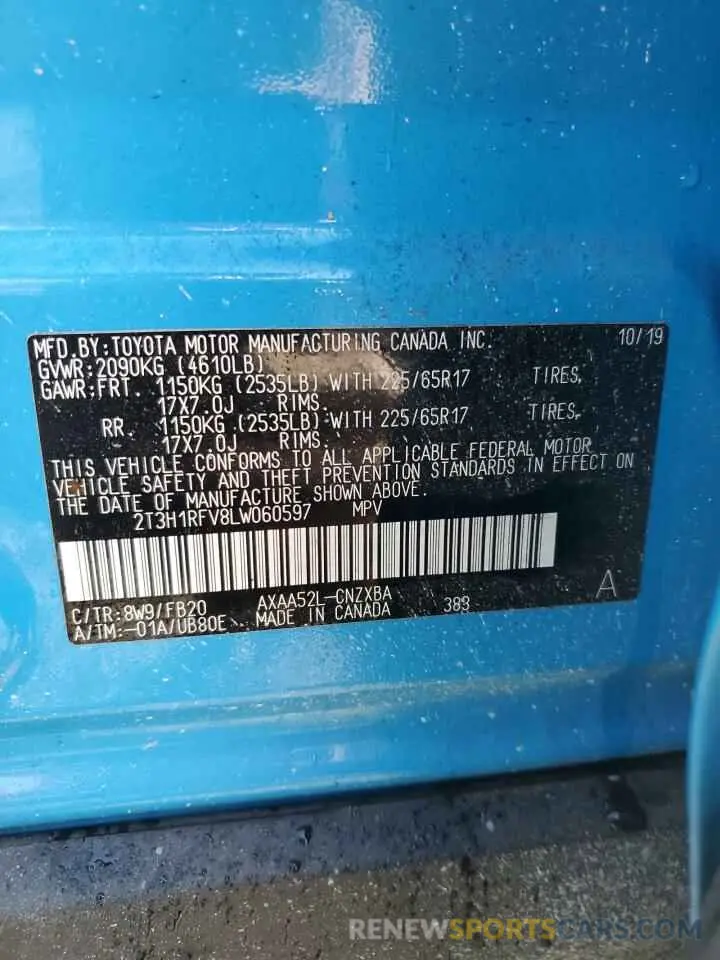 MFD.BY:TOYOTA MOTOR MANUFACTURING CANADA INC. 10/19
GVWR:2090KG (4610LB)
GAWR:FRT. 1150KG (2535LB) WITH 225/65R17 TIRES,
17X7.0J RIMS.
RR. 1150KG (2535LB) WITH 225/65R17 TIRES,
17X7.0J RIMS.
THIS VEHICLE CONFORMS TO ALL APPLICABLE FEDERAL MOTOR
VEHICLE SAFETY AND THEFT PREVENTION STANDARDS IN EFFECT ON
THE DATE OF MANUFACTURE SHOWN ABOVE.
2T3H1RFV8LW060597 MPV
C/TR:8W9/FB20 AXAA52L-CNZXBA A
A/TM:-01A/UB80E MADE IN CANADA 383
RENEWSPORTSCARS.COM